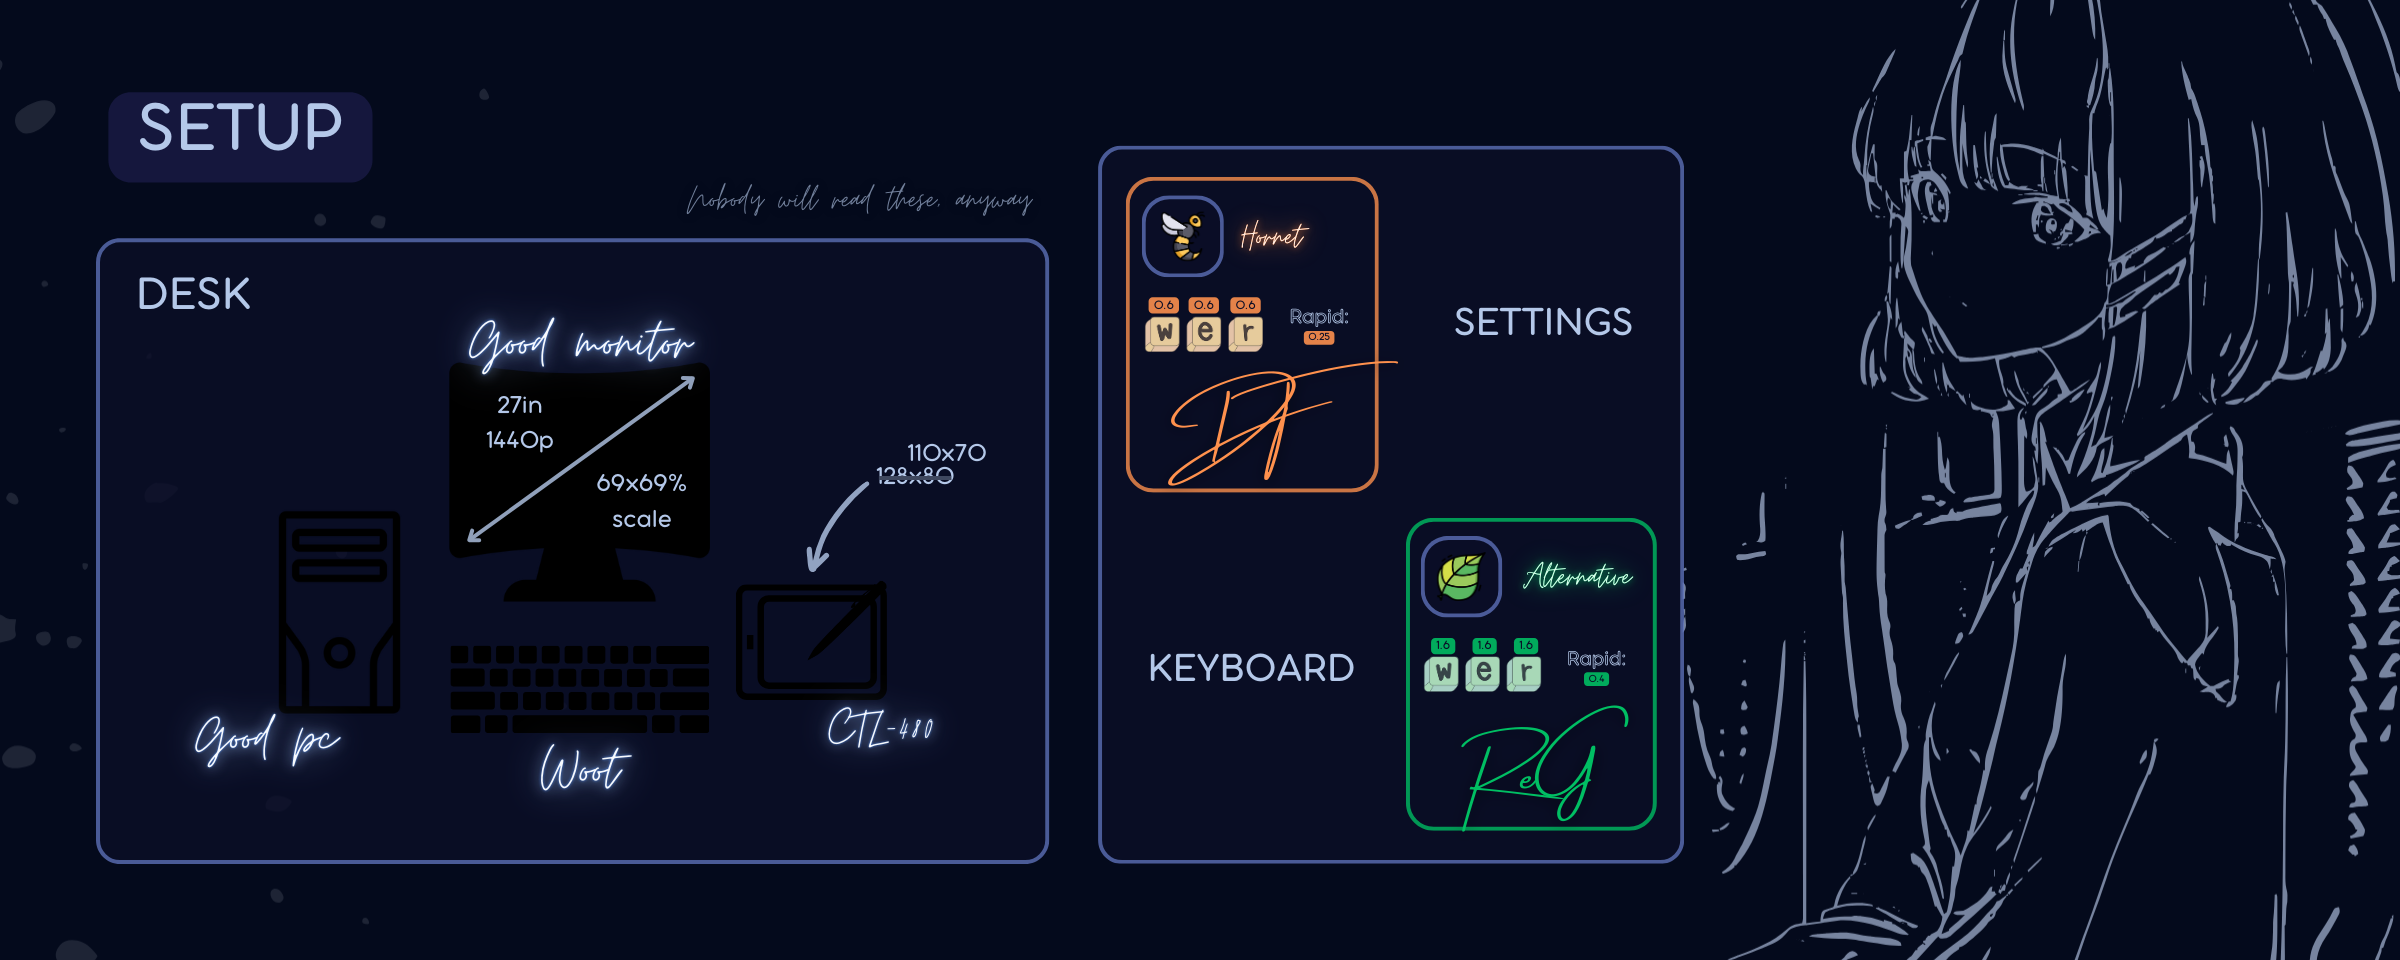 SETUP
Nobody will read these, anyway
DESK
Good monitor
27in
1440p
69x69%
scale
110x70
128x80
Good pc
Woot
CTL-480
Hornet
0.6 0.6 0.6
w e r
Rapid:
0.25
DF
SETTINGS
KEYBOARD
Alternative
1.6 1.6 1.6
w e r
Rapid:
0.4
ReG